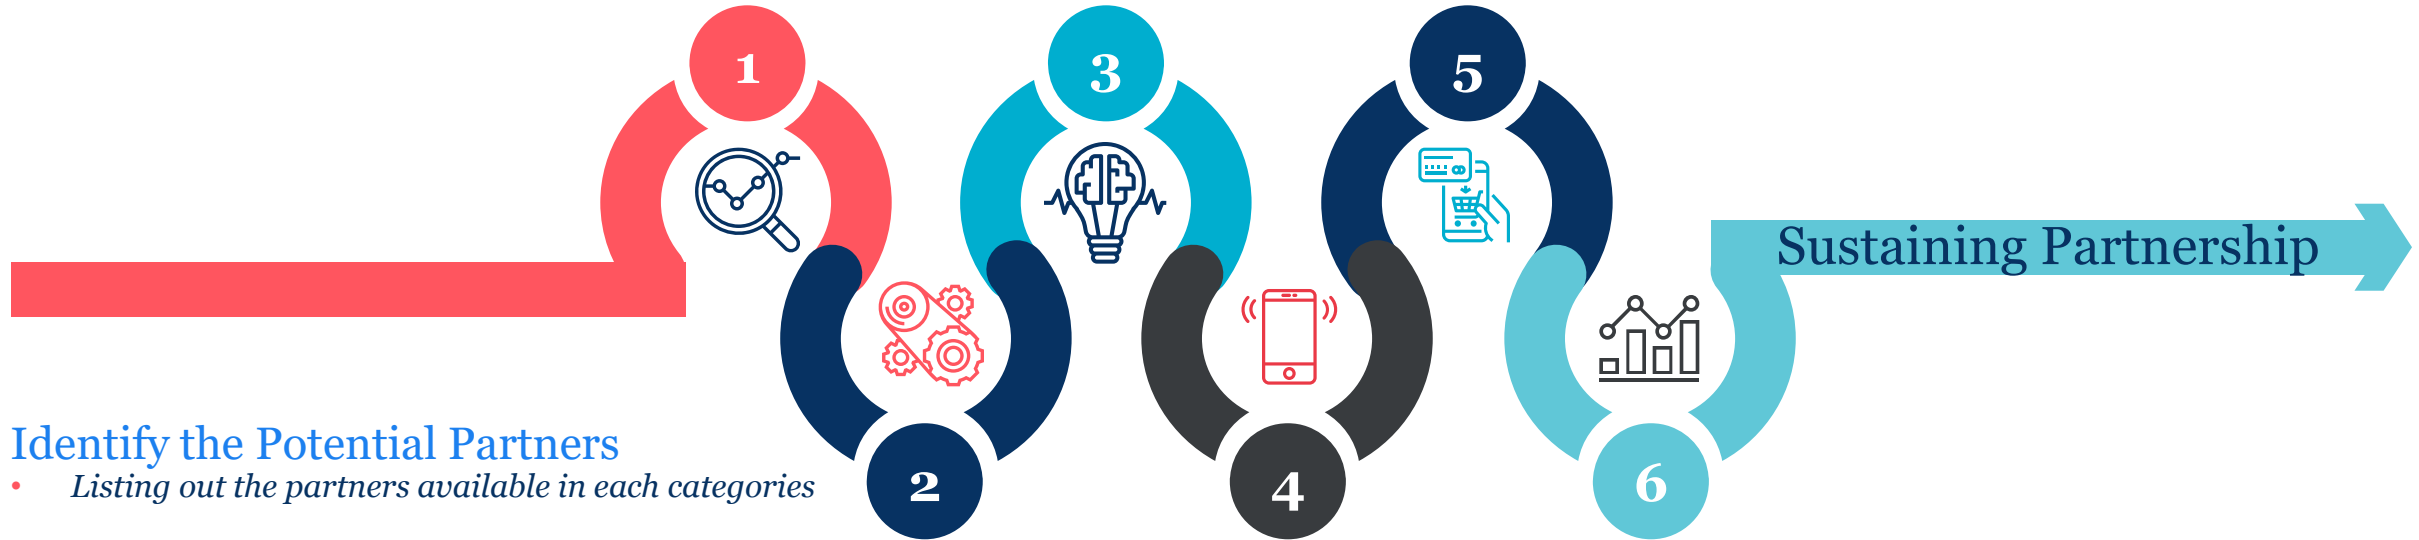 1
3
5
Sustaining Partnership
Identify the Potential Partners
• Listing out the partners available in each categories
2
4
6